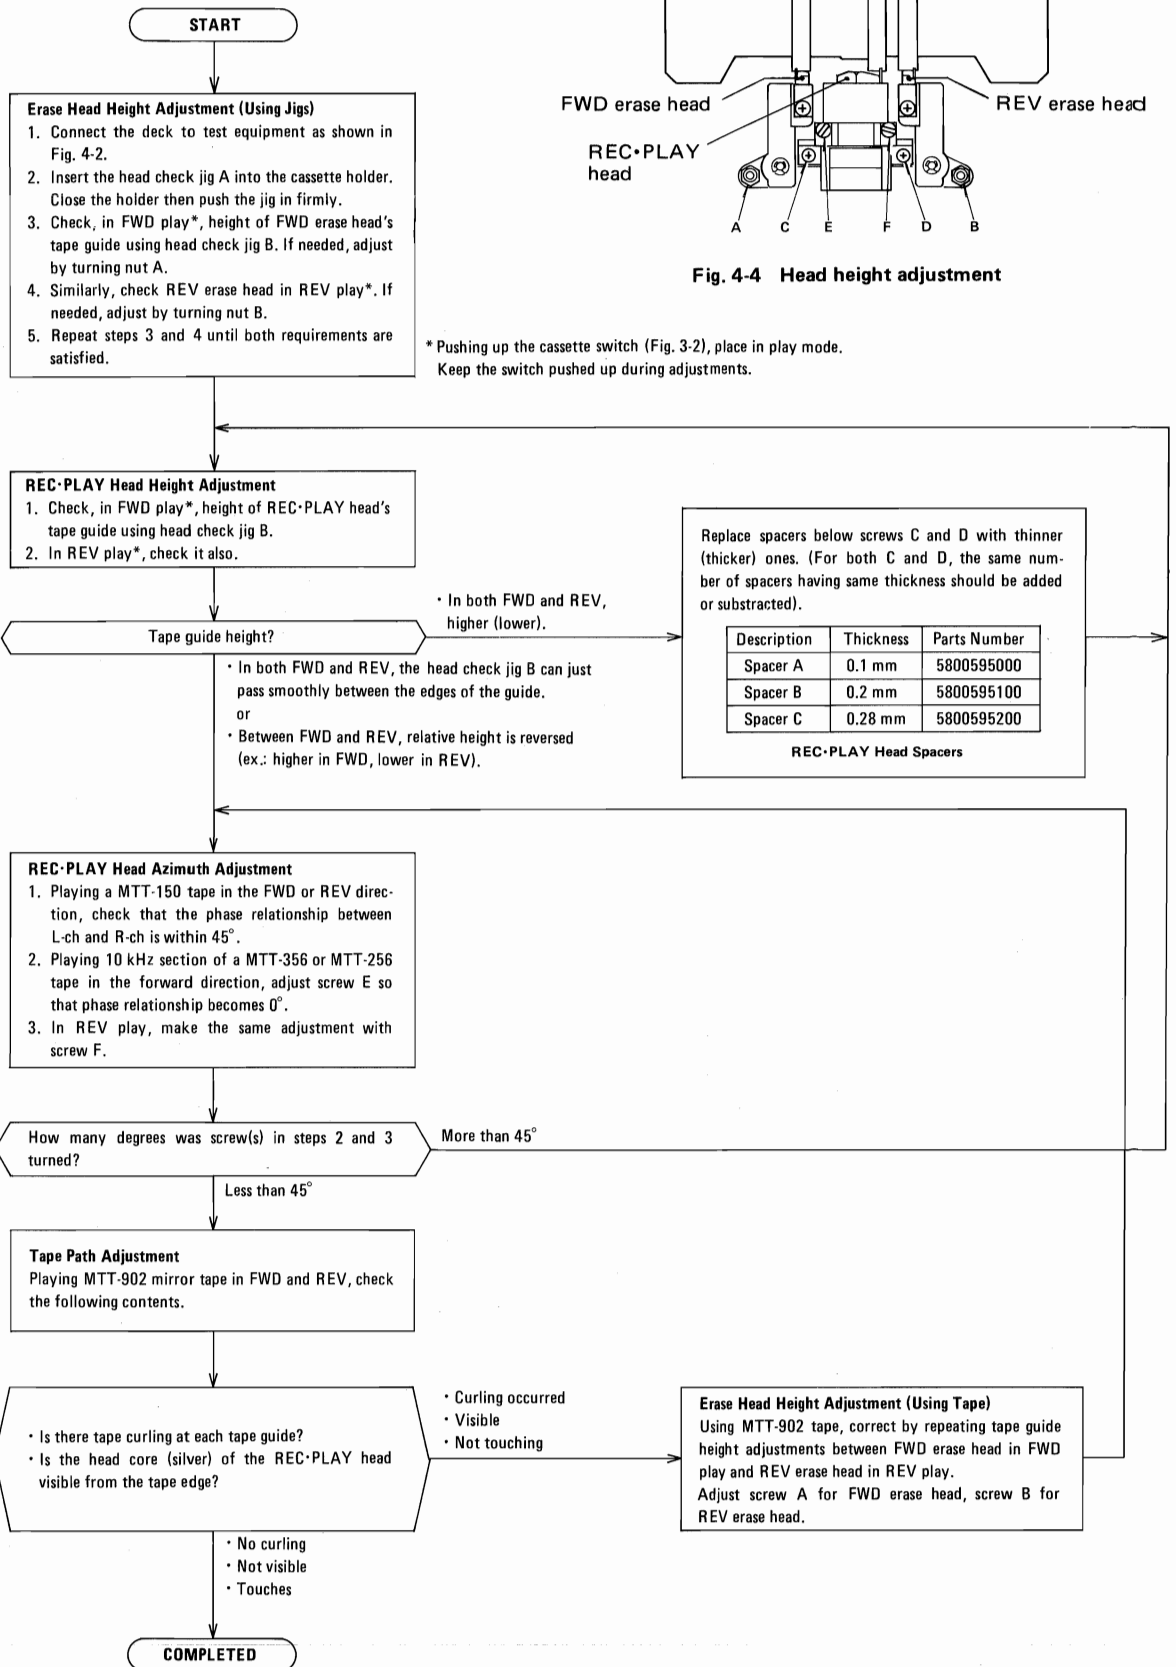 START
Erase Head Height Adjustment (Using Jigs)
1. Connect the deck to test equipment as shown in
Fig. 4-2.
2. Insert the head check jig A into the cassette holder.
Close the holder then push the jig in firmly.
3. Check, in FWD play*, height of FWD erase head's
tape guide using head check jig B. If needed, adjust
by turning nut A.
4. Similarly, check REV erase head in REV play*. If
needed, adjust by turning nut B.
5. Repeat steps 3 and 4 until both requirements are
satisfied.
FWD erase head
REV erase head
REC•PLAY
head
A C E F D B
Fig. 4-4 Head height adjustment
* Pushing up the cassette switch (Fig. 3-2), place in play mode.
Keep the switch pushed up during adjustments.
REC•PLAY Head Height Adjustment
1. Check, in FWD play*, height of REC•PLAY head's
tape guide using head check jig B.
2. In REV play*, check it also.
Tape guide height?
• In both FWD and REV,
higher (lower).
Replace spacers below screws C and D with thinner
(thicker) ones. (For both C and D, the same num-
ber of spacers having same thickness should be added
or substracted).
Description Thickness Parts Number
Spacer A 0.1 mm 5800595000
Spacer B 0.2 mm 5800595100
Spacer C 0.28 mm 5800595200
REC•PLAY Head Spacers
• In both FWD and REV, the head check jig B can just
pass smoothly between the edges of the guide.
or
• Between FWD and REV, relative height is reversed
(ex.: higher in FWD, lower in REV).
REC•PLAY Head Azimuth Adjustment
1. Playing a MTT-150 tape in the FWD or REV direc-
tion, check that the phase relationship between
L-ch and R-ch is within 45°.
2. Playing 10 kHz section of a MTT-356 or MTT-256
tape in the forward direction, adjust screw E so
that phase relationship becomes 0°.
3. In REV play, make the same adjustment with
screw F.
How many degrees was screw(s) in steps 2 and 3
turned?
More than 45°
Less than 45°
Tape Path Adjustment
Playing MTT-902 mirror tape in FWD and REV, check
the following contents.
• Is there tape curling at each tape guide?
• Is the head core (silver) of the REC•PLAY head
visible from the tape edge?
• Curling occurred
• Visible
• Not touching
Erase Head Height Adjustment (Using Tape)
Using MTT-902 tape, correct by repeating tape guide
height adjustments between FWD erase head in FWD
play and REV erase head in REV play.
Adjust screw A for FWD erase head, screw B for
REV erase head.
• No curling
• Not visible
• Touches
COMPLETED